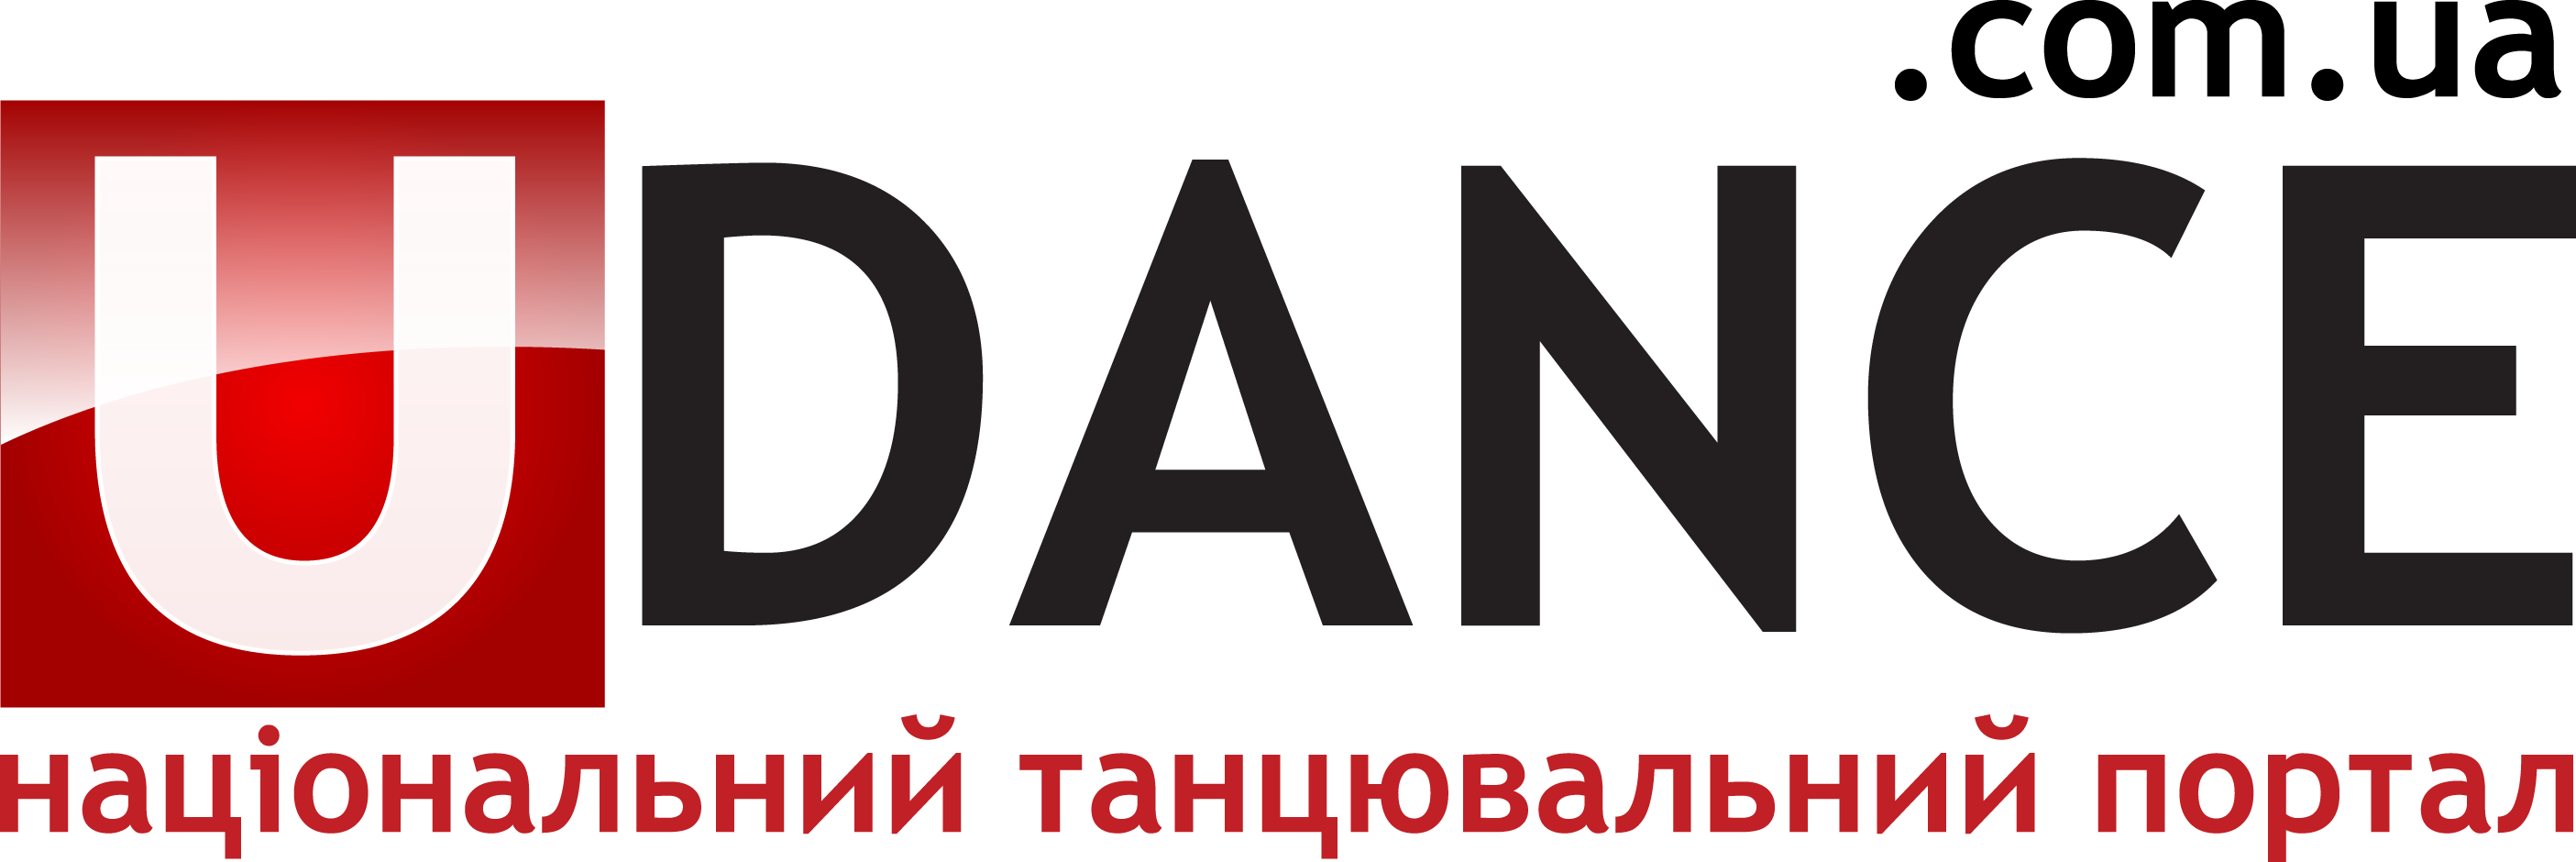 .com.ua
UDANCE
національний танцювальний портал